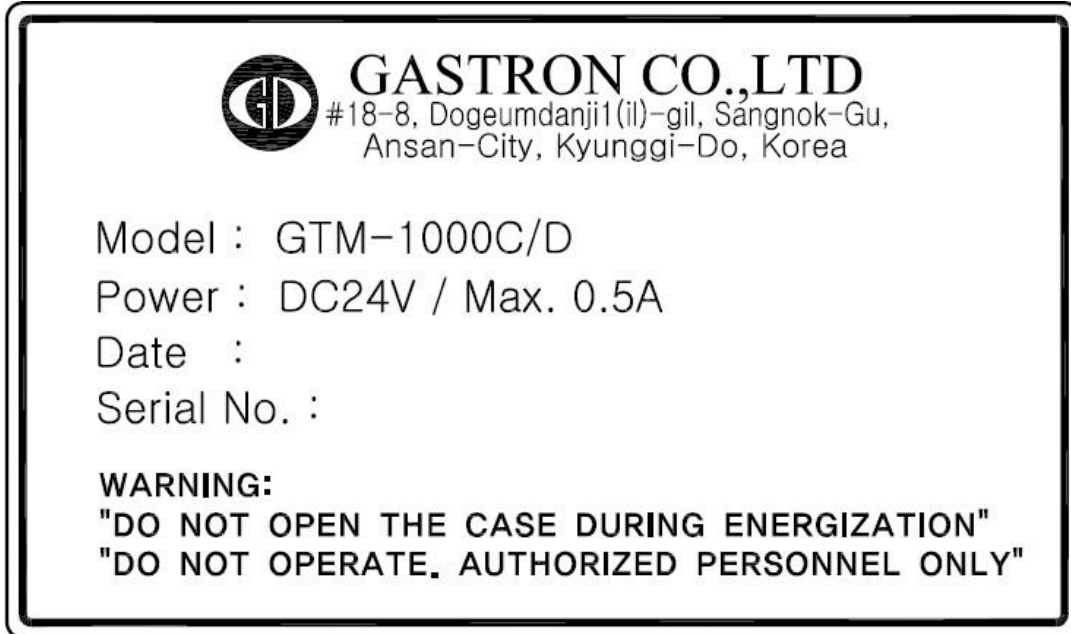 GD
GASTRON CO.,LTD
#18-8, Dogeumdanji1(il)-gil, Sangnok-Gu,
Ansan-City, Kyunggi-Do, Korea
Model : GTM-1000C/D
Power : DC24V / Max. 0.5A
Date :
Serial No. :
WARNING:
"DO NOT OPEN THE CASE DURING ENERGIZATION"
"DO NOT OPERATE. AUTHORIZED PERSONNEL ONLY"